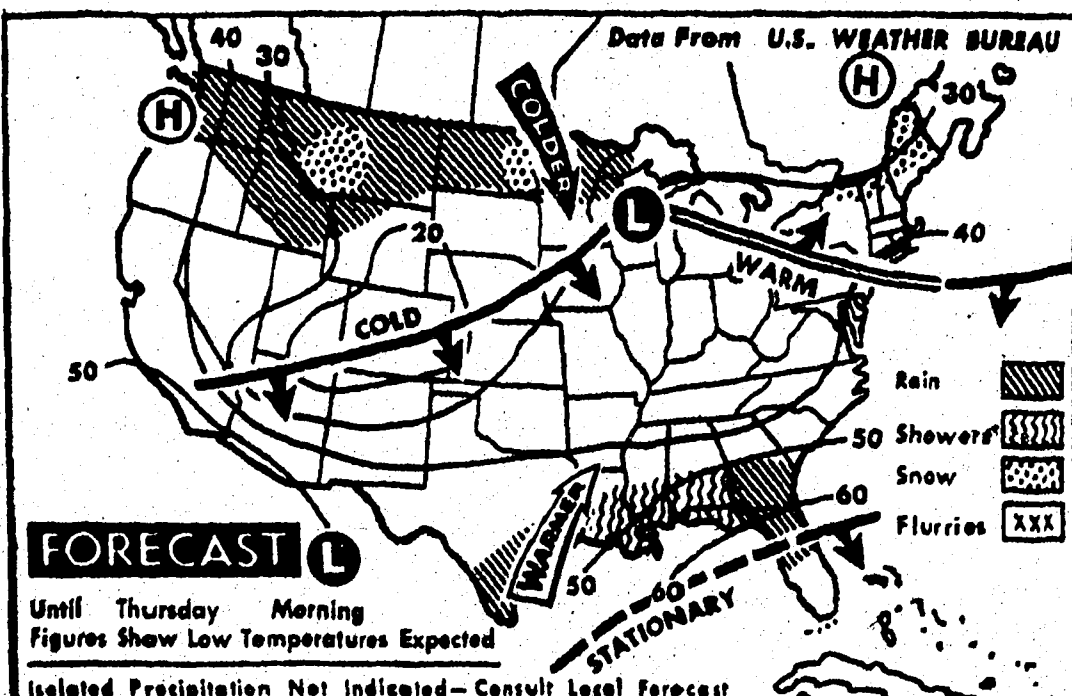 Data From U.S. WEATHER BUREAU
40
30
H
H
30
COLDER
L
20
40
WARM
COLD
50
Rain
50
Showers
Snow
60
Flurries
XXX
WARMER
FORECAST
L
50
60
STATIONARY
Until Thursday Morning
Figures Show Low Temperatures Expected
Isolated Precipitation Not Indicated — Consult Local Forecast